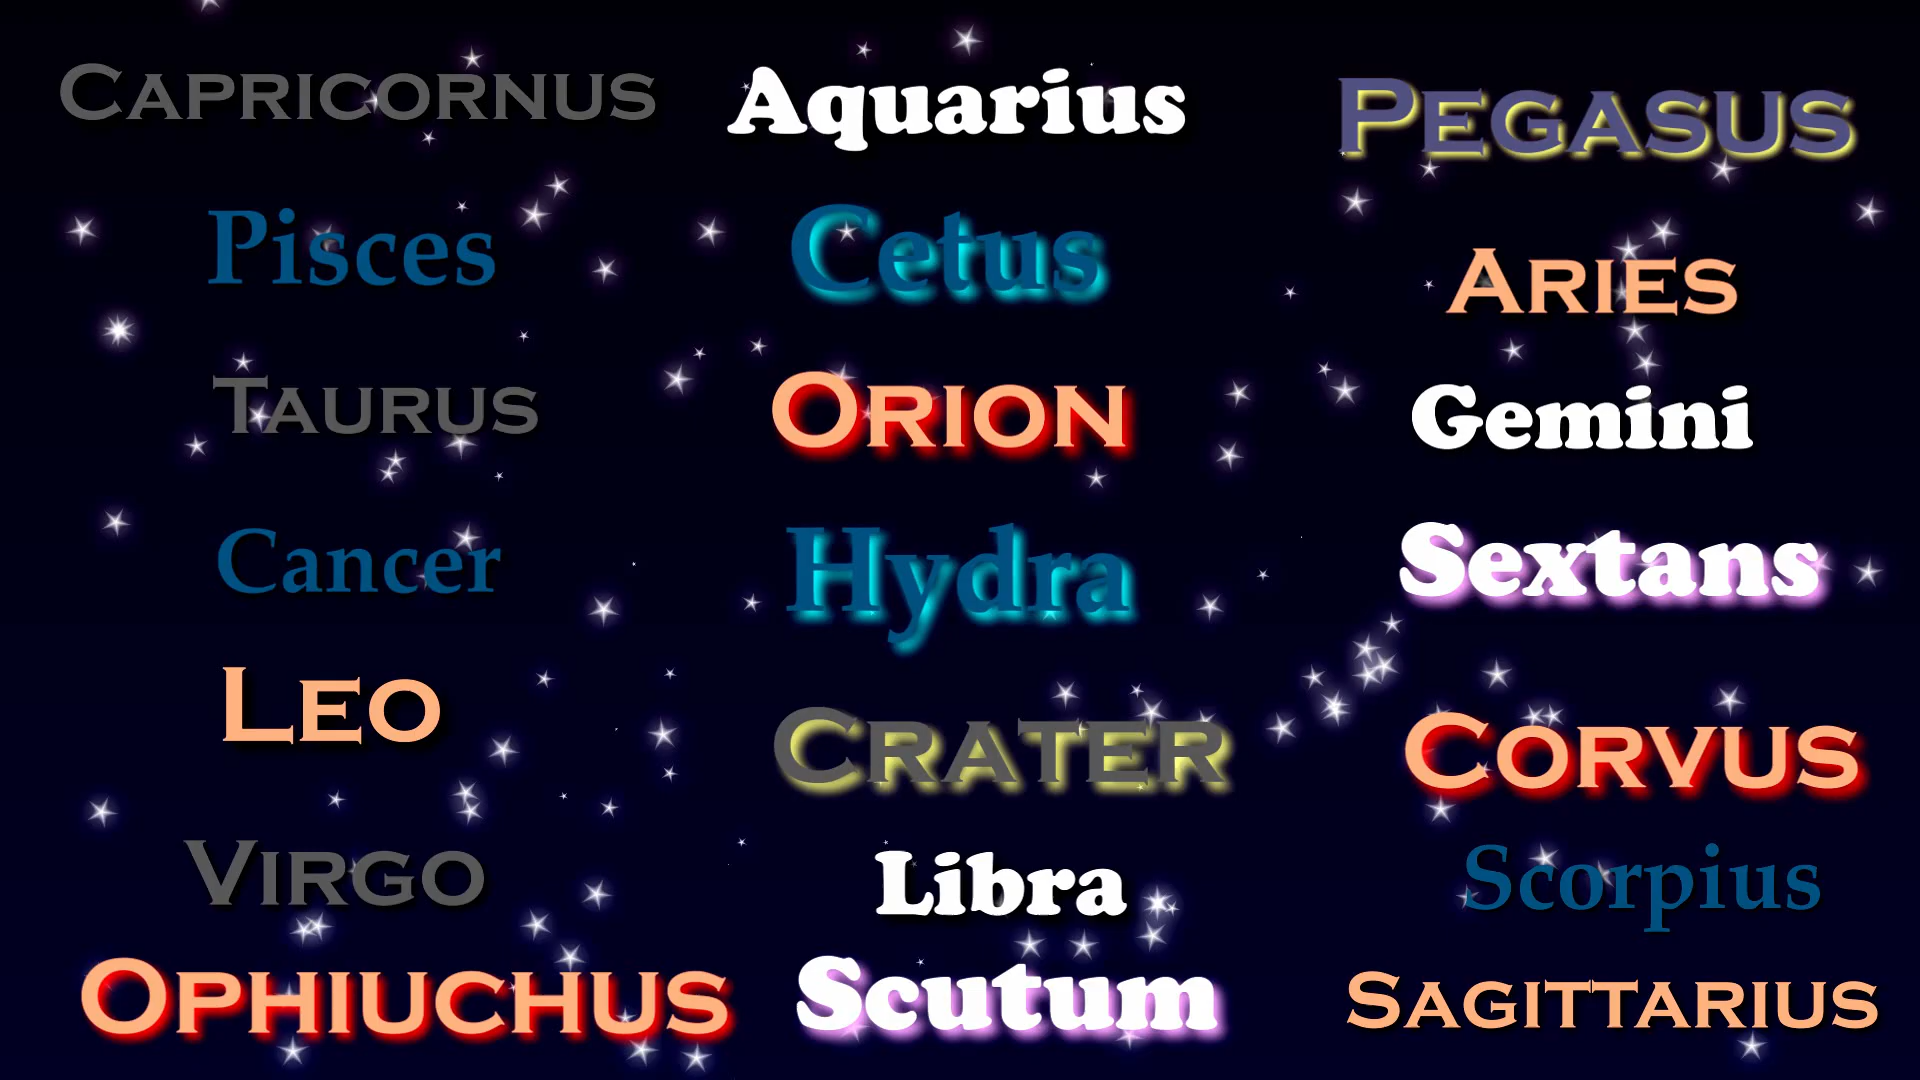 Capricornus Aquarius Pegasus
Pisces Cetus Aries
Taurus Orion Gemini
Cancer Hydra Sextans
Leo Crater Corvus
Virgo Libra Scorpius
Ophiuchus Scutum Sagittarius